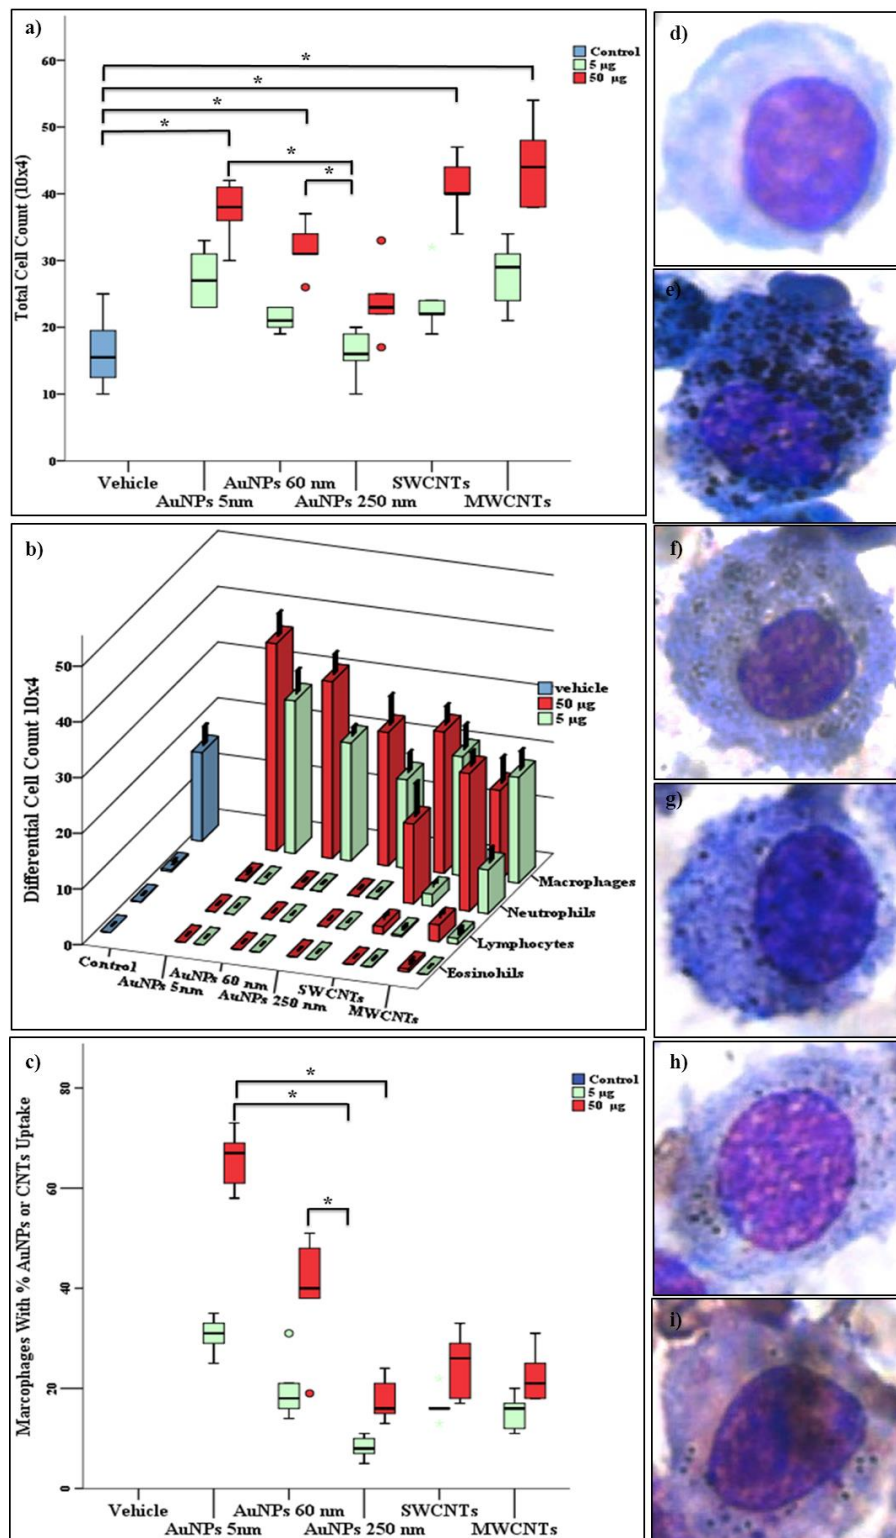 a)
Control
5 µg
50 µg
*
*
*
*
*
*
Total Cell Count (10x4)
60
50
40
30
20
10
0
Vehicle
AuNPs 5nm
AuNPs 60 nm
AuNPs 250 nm
SWCNTs
MWCNTs
b)
vehicle
50 µg
5 µg
Differential Cell Count 10x4
50
40
30
20
10
0
Control
AuNPs 5nm
AuNPs 60 nm
AuNPs 250 nm
SWCNTs
MWCNTs
Macrophages
Neutrophils
Lymphocytes
Eosinohils
c)
Control
5 µg
50 µg
*
*
*
Marcophages With % AuNPs or CNTs Uptake
80
60
40
20
0
Vehicle
AuNPs 5nm
AuNPs 60 nm
AuNPs 250 nm
SWCNTs
MWCNTs
d)
e)
f)
g)
h)
i)